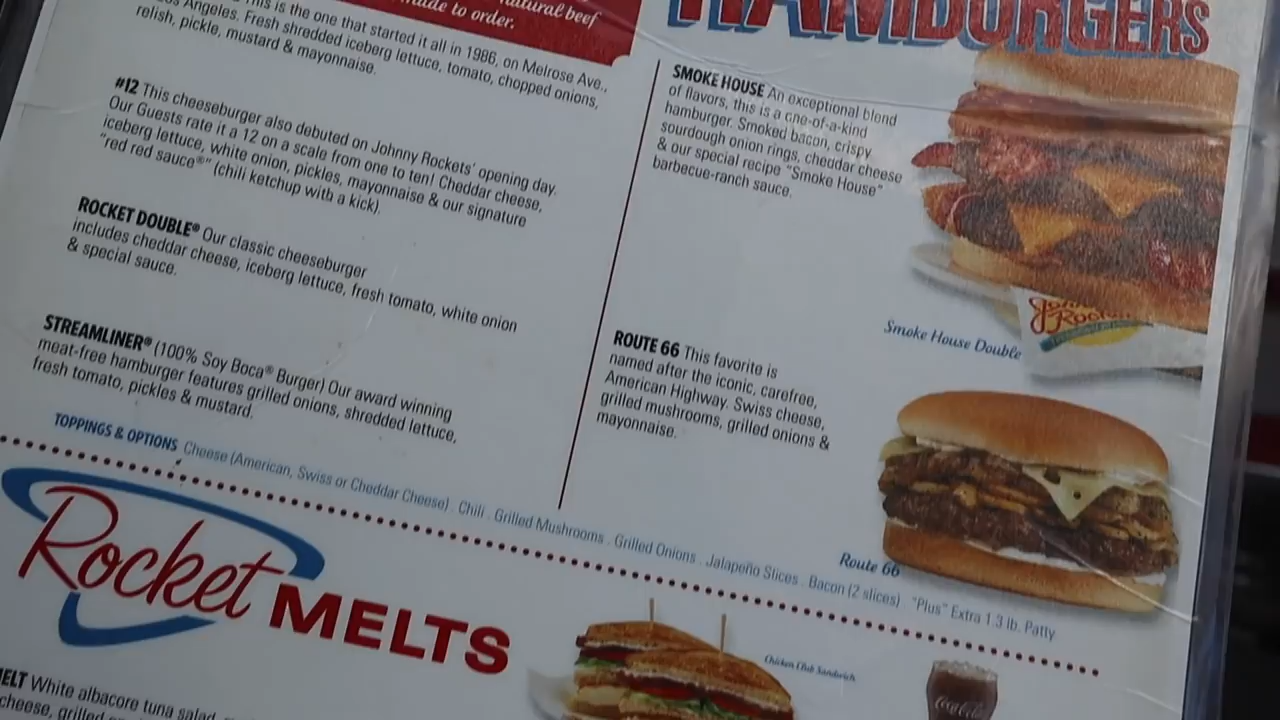 natural beef
made to order.
This is the one that started it all in 1986, on Melrose Ave.,
Los Angeles. Fresh shredded iceberg lettuce, tomato, chopped onions,
relish, pickle, mustard & mayonnaise.
#12 This cheeseburger also debuted on Johnny Rockets' opening day.
Our Guests rate it a 12 on a scale from one to ten! Cheddar cheese,
iceberg lettuce, white onion, pickles, mayonnaise & our signature
"red red sauce®" (chili ketchup with a kick).
ROCKET DOUBLE® Our classic cheeseburger
includes cheddar cheese, iceberg lettuce, fresh tomato, white onion
& special sauce.
STREAMLINER® (100% Soy Boca® Burger) Our award winning
meat-free hamburger features grilled onions, shredded lettuce,
fresh tomato, pickles & mustard.
HAMBURGERS
SMOKE HOUSE An exceptional blend
of flavors, this is a one-of-a-kind
hamburger. Smoked bacon, crispy
sourdough onion rings, cheddar cheese
& our special recipe "Smoke House"
barbecue-ranch sauce.
Smoke House Double
ROUTE 66 This favorite is
named after the iconic, carefree,
American Highway. Swiss cheese,
grilled mushrooms, grilled onions &
mayonnaise.
Route 66
TOPPINGS & OPTIONS Cheese (American, Swiss or Cheddar Cheese) . Chili . Grilled Mushrooms . Grilled Onions . Jalapeño Slices . Bacon (2 slices) . "Plus" Extra 1.3 lb. Patty
Rocket MELTS
Chicken Club Sandwich
Coca-Cola
MELT White albacore tuna salad,
cheese, grilled